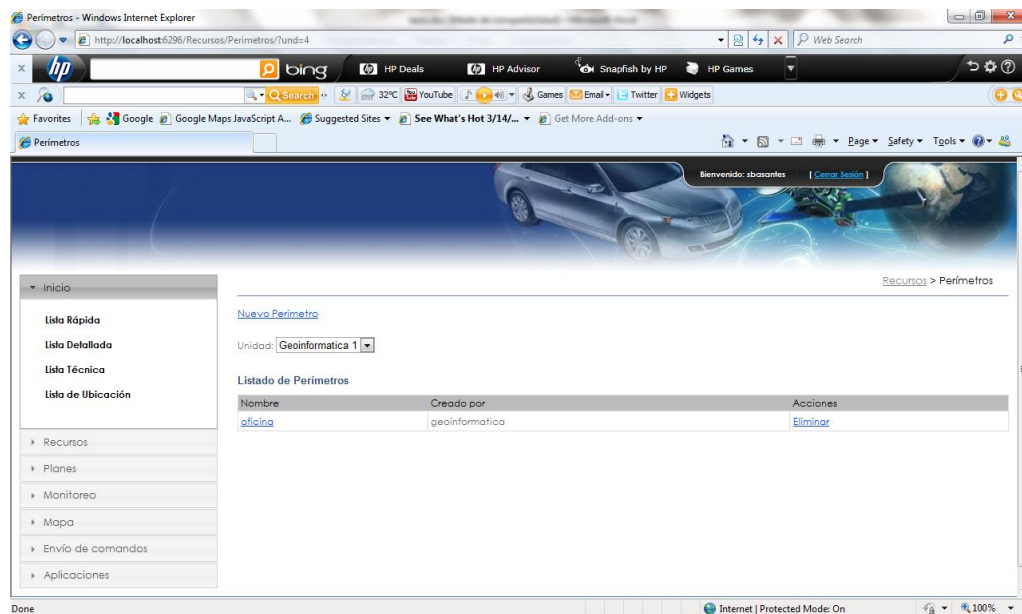 Perímetros - Windows Internet Explorer
http://localhost:6296/Recursos/Perimetros/?und=4
Web Search
hp bing HP Deals HP Advisor Snapfish by HP HP Games
Search 32°C YouTube Games Email Twitter Widgets
Favorites Google Google Maps JavaScript A... Suggested Sites See What's Hot 3/14/... Get More Add-ons
Perímetros
Page Safety Tools
Bienvenido: sbasantes [ Cerrar Sesión ]
Recursos > Perímetros
Inicio
Lista Rápida
Lista Detallada
Lista Técnica
Lista de Ubicación
Recursos
Planes
Monitoreo
Mapa
Envío de comandos
Aplicaciones
Nuevo Perimetro
Unidad: Geoinformatica 1
Listado de Perímetros
Nombre Creado por Acciones
oficina geoinformatica Eliminar
Done
Internet | Protected Mode: On
100%